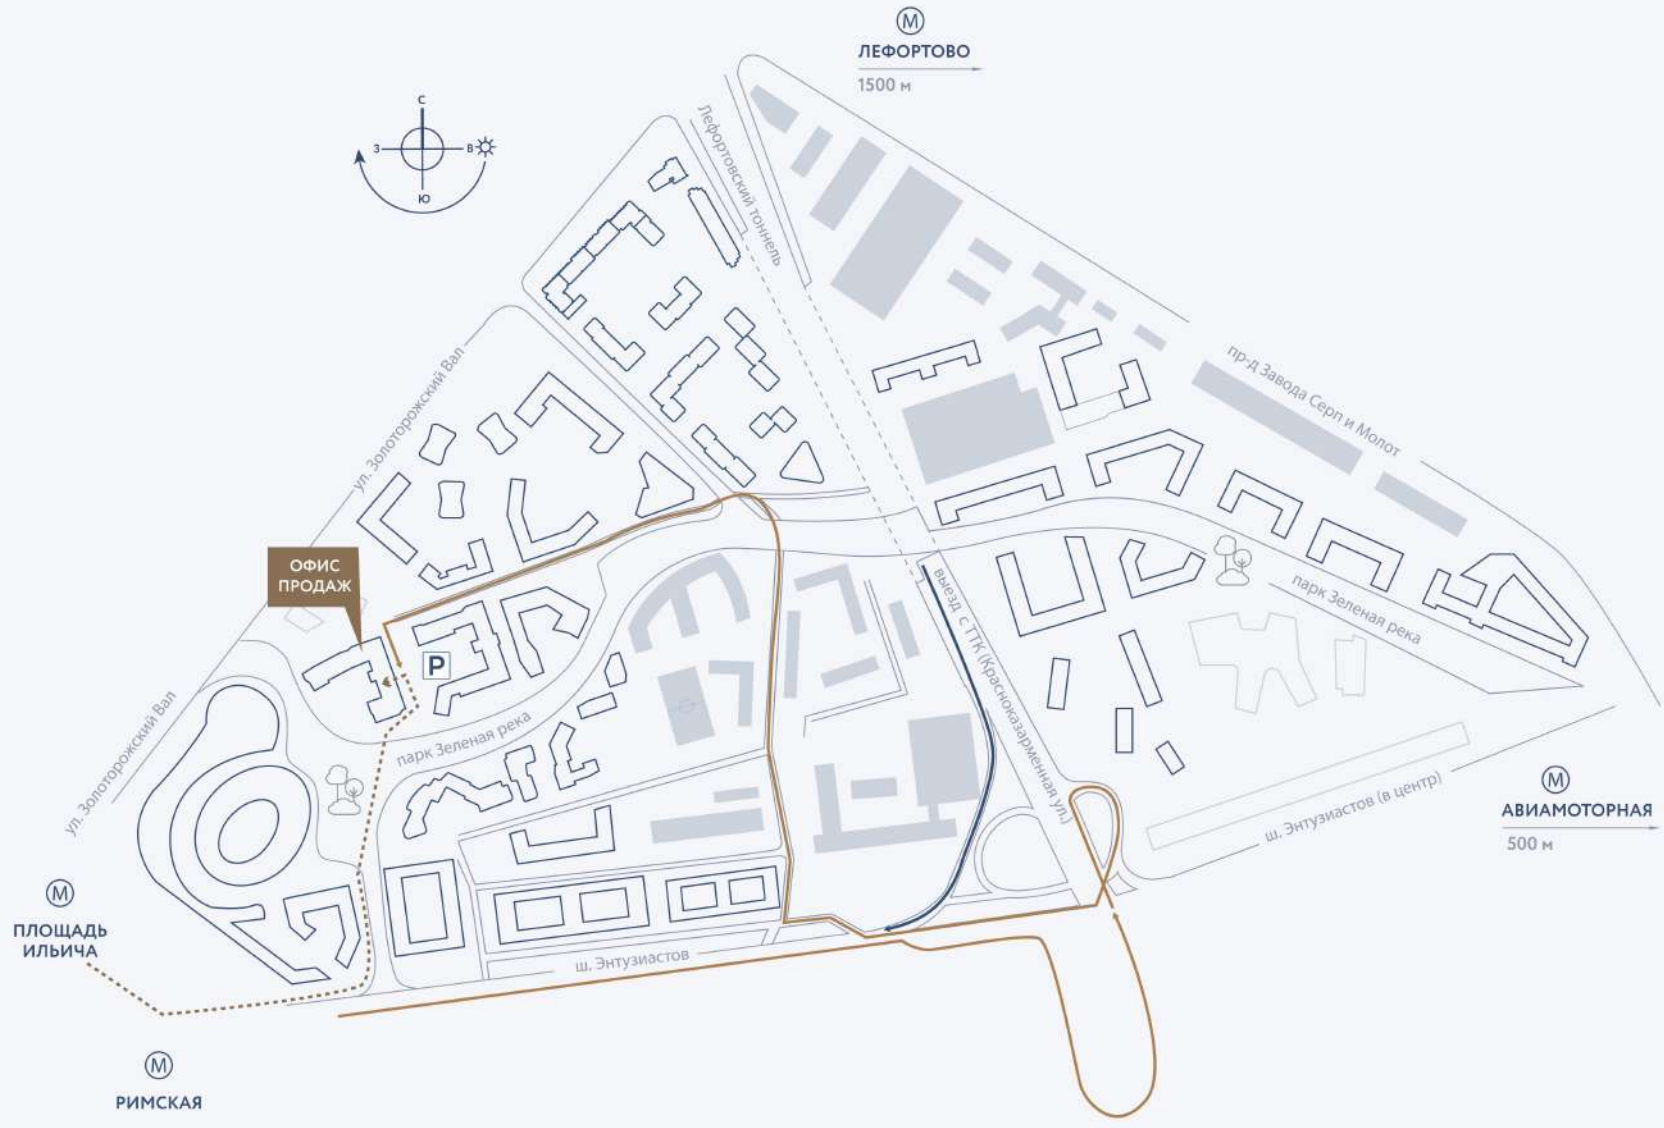 М
ЛЕФОРТОВО
1500 м
С
З
В
Ю
Лефортовский тоннель
ул. Золоторожский Вал
пр-д Завода Серп и Молот
ОФИС
ПРОДАЖ
P
выезд с ТТК (Красноказарменная ул.)
парк Зеленая река
парк Зеленая река
ул. Золоторожский Вал
ш. Энтузиастов (в центр)
М
АВИАМОТОРНАЯ
500 м
М
ПЛОЩАДЬ
ИЛЬИЧА
ш. Энтузиастов
М
РИМСКАЯ